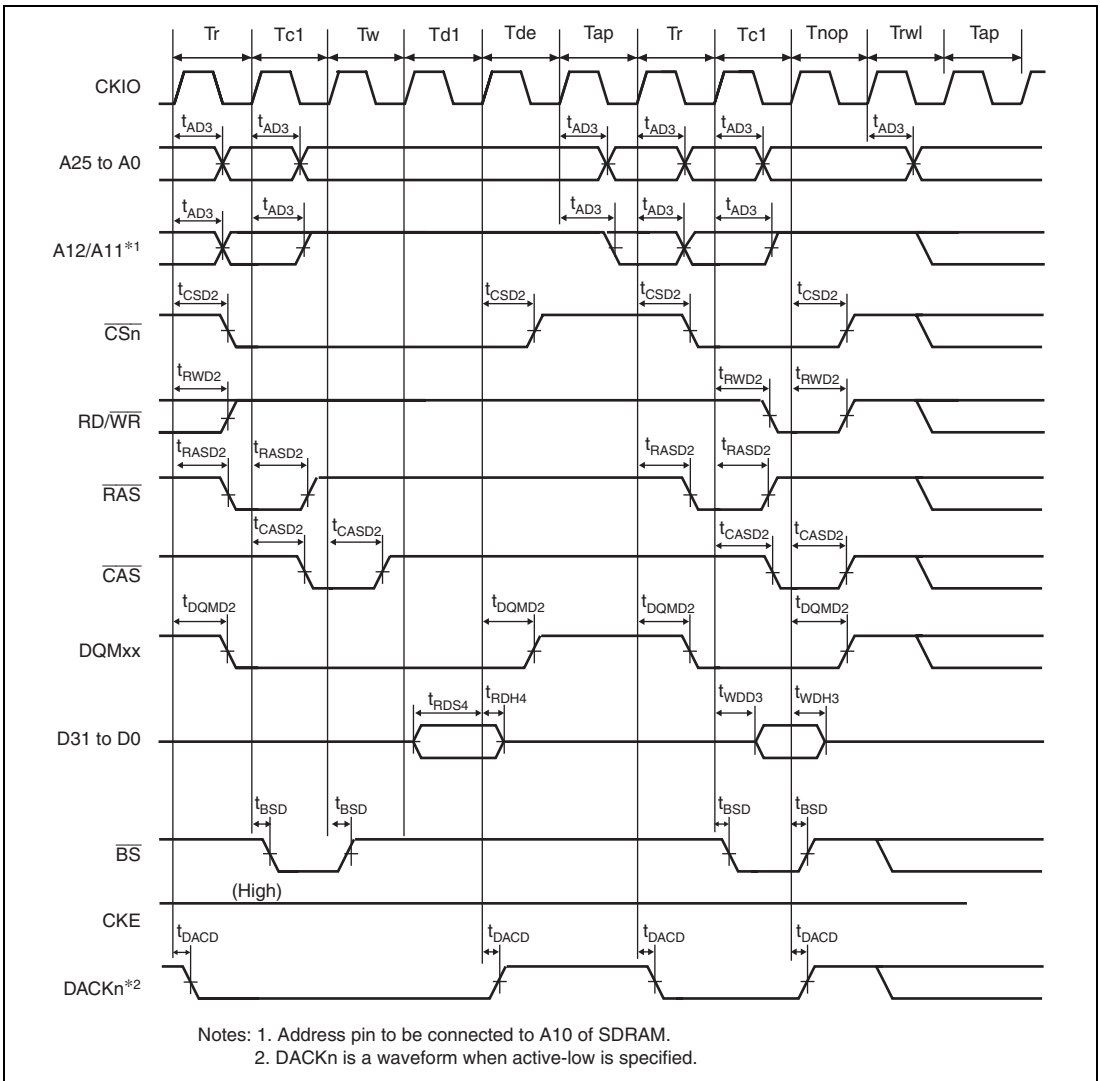 Tr Tc1 Tw Td1 Tde Tap Tr Tc1 Tnop Trwl Tap
CKIO
tAD3 tAD3 tAD3 tAD3 tAD3 tAD3
A25 to A0
tAD3 tAD3 tAD3 tAD3 tAD3
A12/A11*1
tCSD2 tCSD2 tCSD2 tCSD2
CSn
tRWD2 tRWD2 tRWD2
RD/WR
tRASD2 tRASD2 tRASD2 tRASD2
RAS
tCASD2 tCASD2 tCASD2 tCASD2
CAS
tDQMD2 tDQMD2 tDQMD2 tDQMD2
DQMxx
tRDS4 tRDH4 tWDD3 tWDH3
D31 to D0
tBSD tBSD tBSD tBSD
BS
(High)
CKE
tDACD tDACD tDACD tDACD
DACKn*2
Notes: 1. Address pin to be connected to A10 of SDRAM.
2. DACKn is a waveform when active-low is specified.